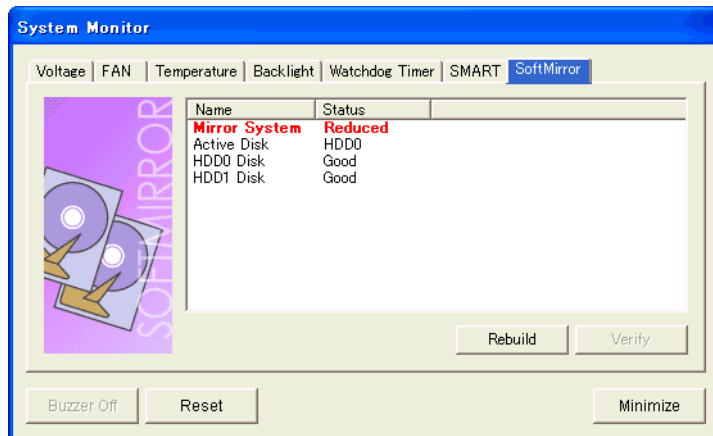 System Monitor
Voltage FAN Temperature Backlight Watchdog Timer SMART SoftMirror
SOFTMIRROR
Name Status
Mirror System Reduced
Active Disk HDD0
HDD0 Disk Good
HDD1 Disk Good
Rebuild Verify
Buzzer Off Reset Minimize